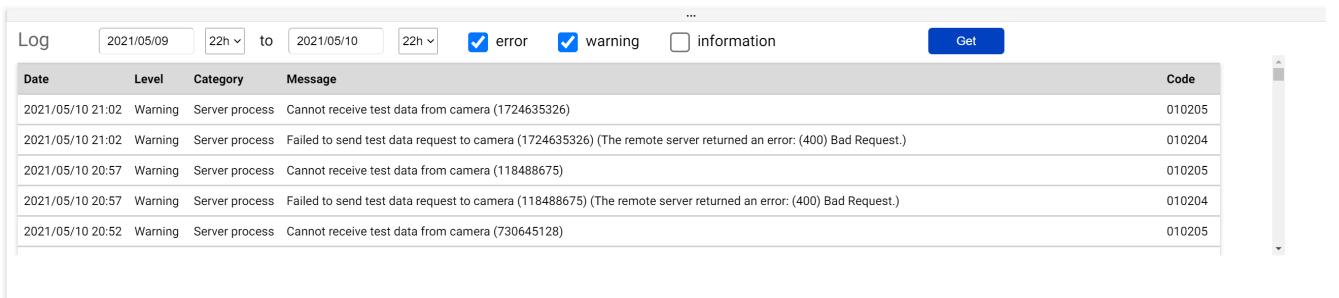 ...
Log 2021/05/09 22h to 2021/05/10 22h error warning information Get
Date Level Category Message Code
2021/05/10 21:02 Warning Server process Cannot receive test data from camera (1724635326) 010205
2021/05/10 21:02 Warning Server process Failed to send test data request to camera (1724635326) (The remote server returned an error: (400) Bad Request.) 010204
2021/05/10 20:57 Warning Server process Cannot receive test data from camera (118488675) 010205
2021/05/10 20:57 Warning Server process Failed to send test data request to camera (118488675) (The remote server returned an error: (400) Bad Request.) 010204
2021/05/10 20:52 Warning Server process Cannot receive test data from camera (730645128) 010205